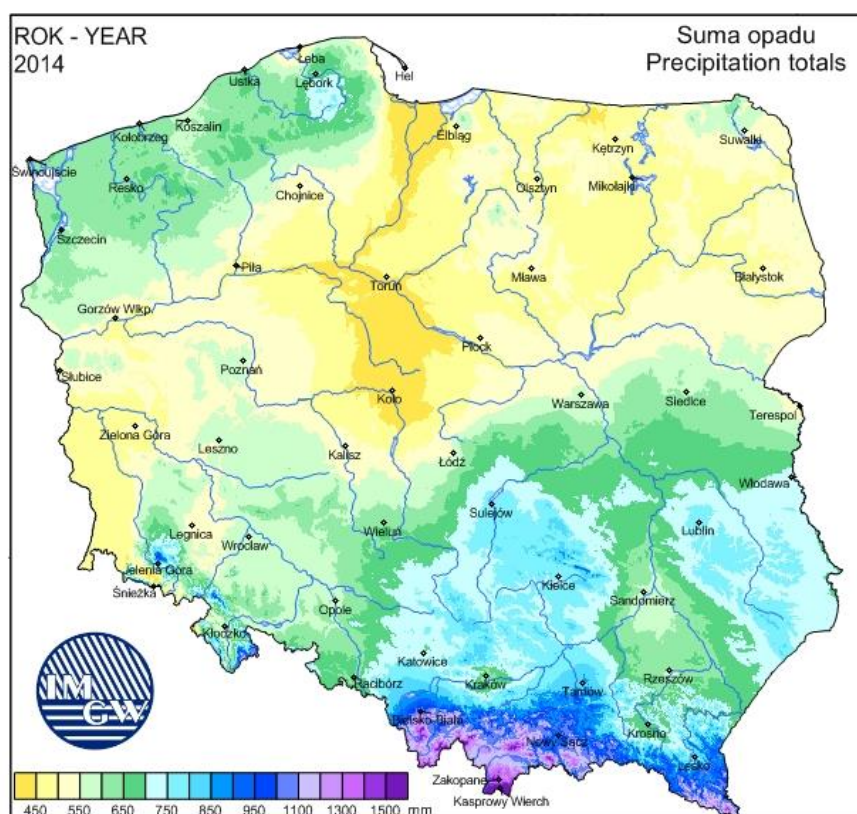 ROK - YEAR
2014
Suma opadu
Precipitation totals
Łeba
Hel
Ustka
Lębork
Koszalin
Kołobrzeg
Elbląg
Suwałki
Kętrzyn
Świnoujście
Resko
Chojnice
Olsztyn
Mikołajki
Szczecin
Piła
Toruń
Mława
Białystok
Gorzów Wlkp.
Płock
Słubice
Poznań
Koło
Warszawa
Siedlce
Terespol
Zielona Góra
Leszno
Kalisz
Łódź
Włodawa
Sulejów
Legnica
Wrocław
Wieluń
Lublin
Jelenia Góra
Śnieżka
Opole
Kielce
Sandomierz
Kłodzko
Katowice
Racibórz
Kraków
Tarnów
Rzeszów
Bielsko-Biała
Nowy Sącz
Krosno
Lesko
Zakopane
Kasprowy Wierch
IM
GW
450 550 650 750 850 950 1100 1300 1500 mm